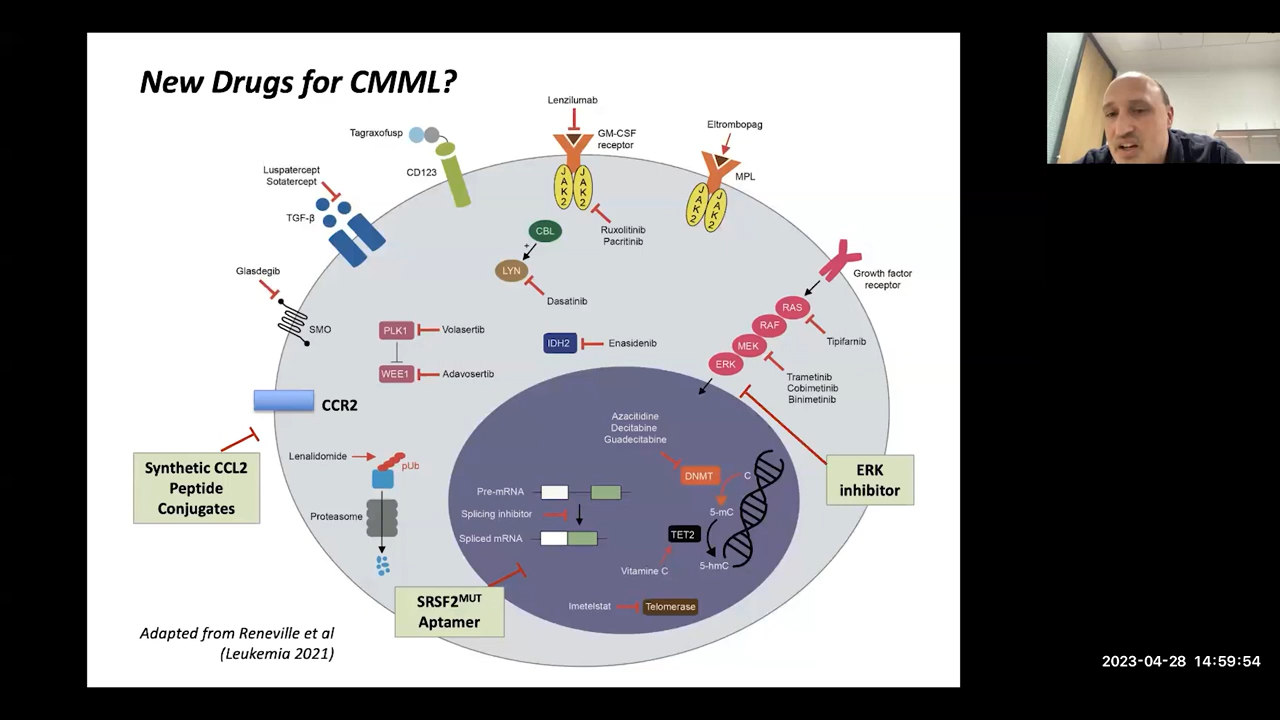 New Drugs for CMML?
Lenzilumab
Tagraxofusp
GM-CSF
receptor
Eltrombopag
CD123
MPL
JAK2
JAK2
JAK2
JAK2
Luspatercept
Sotatercept
TGF-β
CBL
+
LYN
Ruxolitinib
Pacritinib
Dasatinib
Growth factor
receptor
Glasdegib
SMO
RAS
RAF
MEK
ERK
Tipifarnib
Trametinib
Cobimetinib
Binimetinib
PLK1
Volasertib
WEE1
Adavosertib
IDH2
Enasidenib
CCR2
Synthetic CCL2
Peptide
Conjugates
Lenalidomide
pUb
Proteasome
Azacitidine
Decitabine
Guadecitabine
DNMT
C
5-mC
TET2
5-hmC
Vitamine C
Pre-mRNA
Splicing inhibitor
Spliced mRNA
Imetelstat
Telomerase
ERK
inhibitor
SRSF2MUT
Aptamer
Adapted from Reneville et al
(Leukemia 2021)
2023-04-28 14:59:54